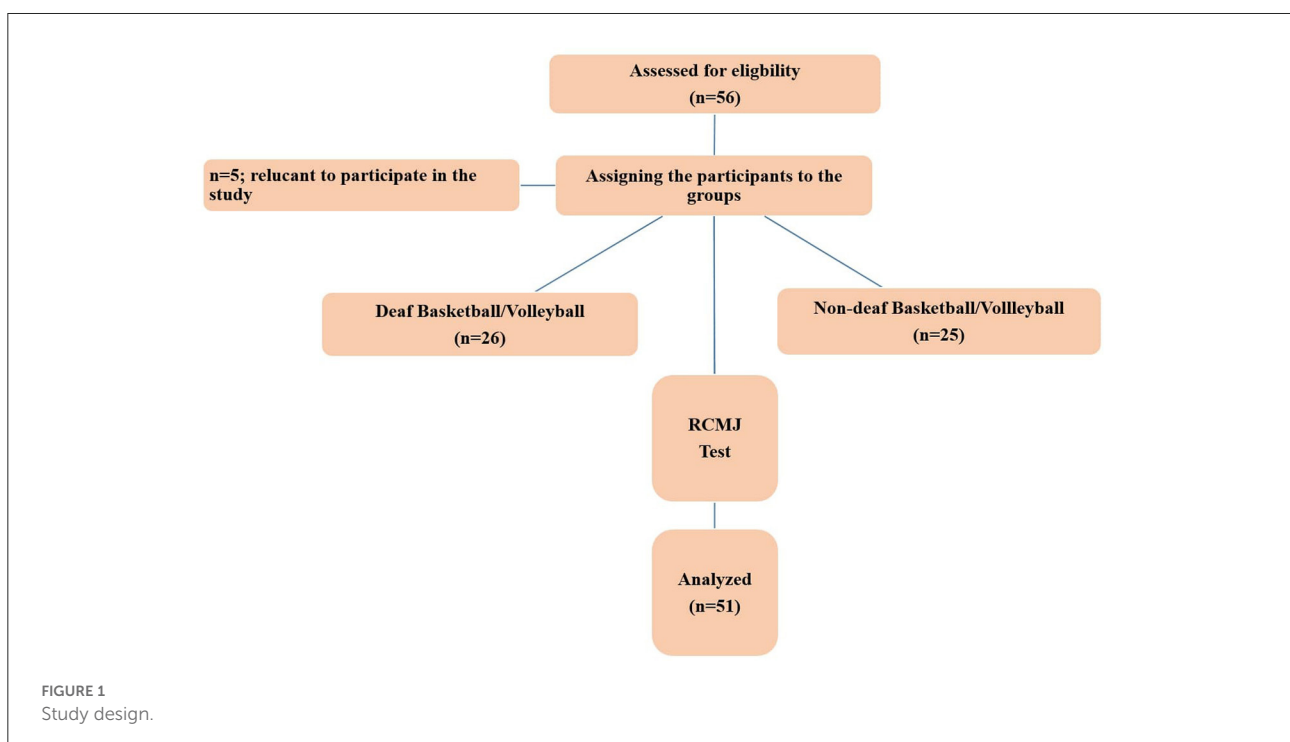 Assessed for eligbility
(n=56)
n=5; relucant to participate in the
study
Assigning the participants to the
groups
Deaf Basketball/Volleyball
(n=26)
Non-deaf Basketball/Vollleyball
(n=25)
RCMJ
Test
Analyzed
(n=51)
FIGURE 1
Study design.